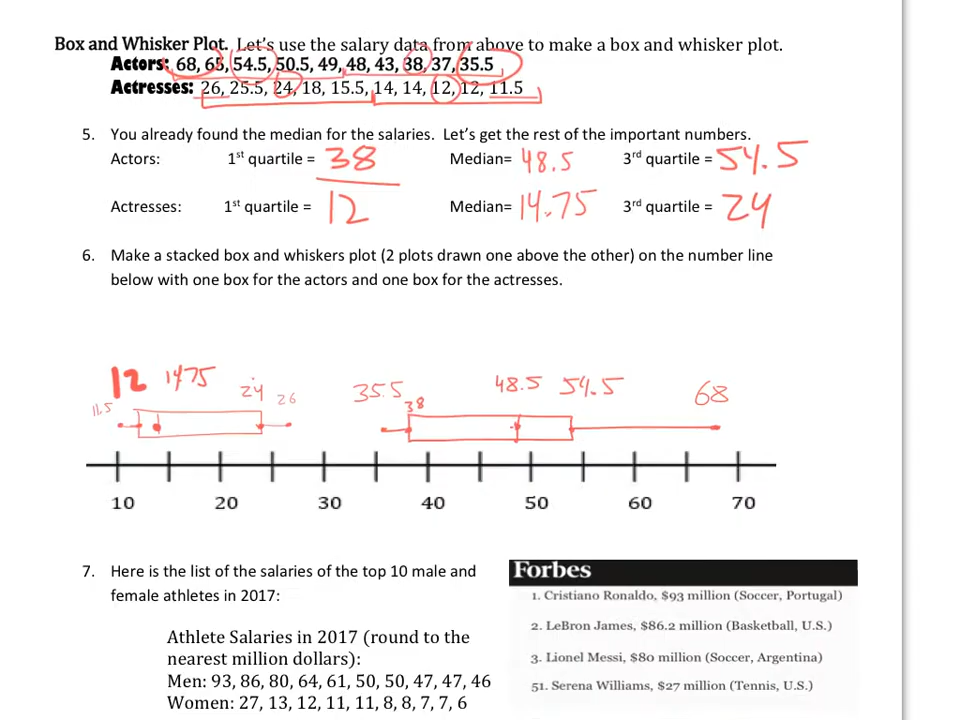 Box and Whisker Plot. Let's use the salary data from above to make a box and whisker plot.
Actors: 68, 65, 54.5, 50.5, 49, 48, 43, 38, 37, 35.5
Actresses: 26, 25.5, 24, 18, 15.5, 14, 14, 12, 12, 11.5
5. You already found the median for the salaries. Let's get the rest of the important numbers.
Actors: 1st quartile = 38 Median= 48.5 3rd quartile = 54.5
Actresses: 1st quartile = 12 Median= 14.75 3rd quartile = 24
6. Make a stacked box and whiskers plot (2 plots drawn one above the other) on the number line
below with one box for the actors and one box for the actresses.
11.5 12 1475 24 26 35.5 38 48.5 54.5 68
10 20 30 40 50 60 70
7. Here is the list of the salaries of the top 10 male and
female athletes in 2017:
Athlete Salaries in 2017 (round to the
nearest million dollars):
Men: 93, 86, 80, 64, 61, 50, 50, 47, 47, 46
Women: 27, 13, 12, 11, 11, 8, 8, 7, 7, 6
Forbes
1. Cristiano Ronaldo, $93 million (Soccer, Portugal)
2. LeBron James, $86.2 million (Basketball, U.S.)
3. Lionel Messi, $80 million (Soccer, Argentina)
51. Serena Williams, $27 million (Tennis, U.S.)